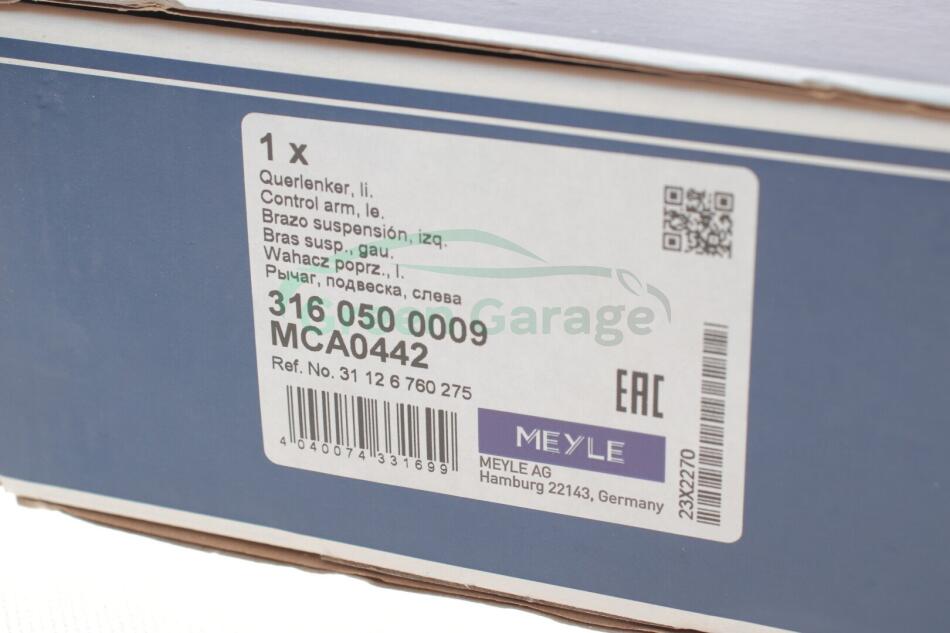 1 x
Querlenker, li.
Control arm, le.
Brazo suspensión, izq.
Bras susp., gau.
Wahacz poprz., l.
Рычаг, подвеска, слева
316 050 0009
Green Garage
MCA0442
Ref. No. 31 12 6 760 275
EAC
4 040074 331699
MEYLE
MEYLE AG
Hamburg 22143, Germany
23X2270